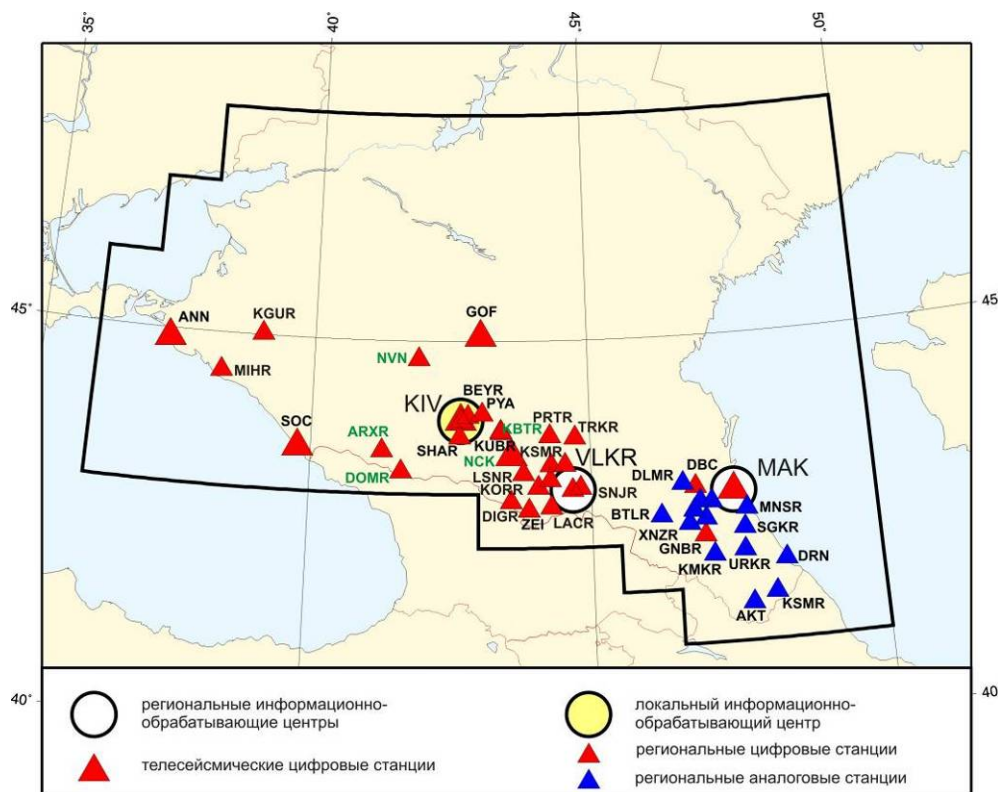 35°
40°
45°
50°
45°
45°
ANN
KGUR
GOF
NVN
MIHR
BEYR
KIV
PYA
SOC
PRTR
KBTR
TRKR
ARXR
SHAR
KUBR
KSMR
VLKR
NCK
DBC
MAK
DOMR
LSNR
DLMR
KORR
SNJR
MNSR
DIGR
ZEI
LACR
BTLR
SGKR
XNZR
GNBR
DRN
KMKR
URKR
AKT
KSMR
40°
40
региональные информационно-
обрабатывающие центры
локальный информационно-
обрабатывающий центр
телесейсмические цифровые станции
региональные цифровые станции
региональные аналоговые станции